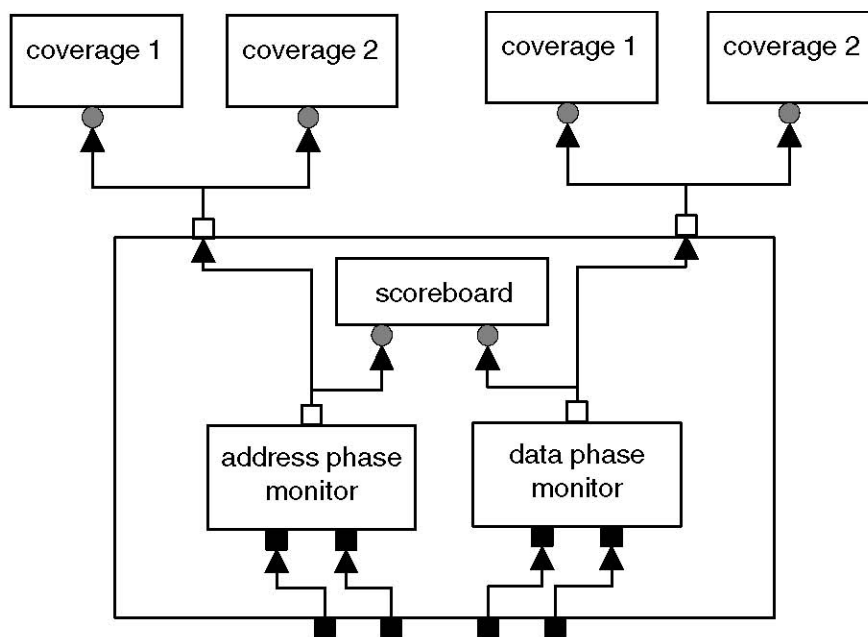 coverage 1
coverage 2
coverage 1
coverage 2
scoreboard
address phase
monitor
data phase
monitor